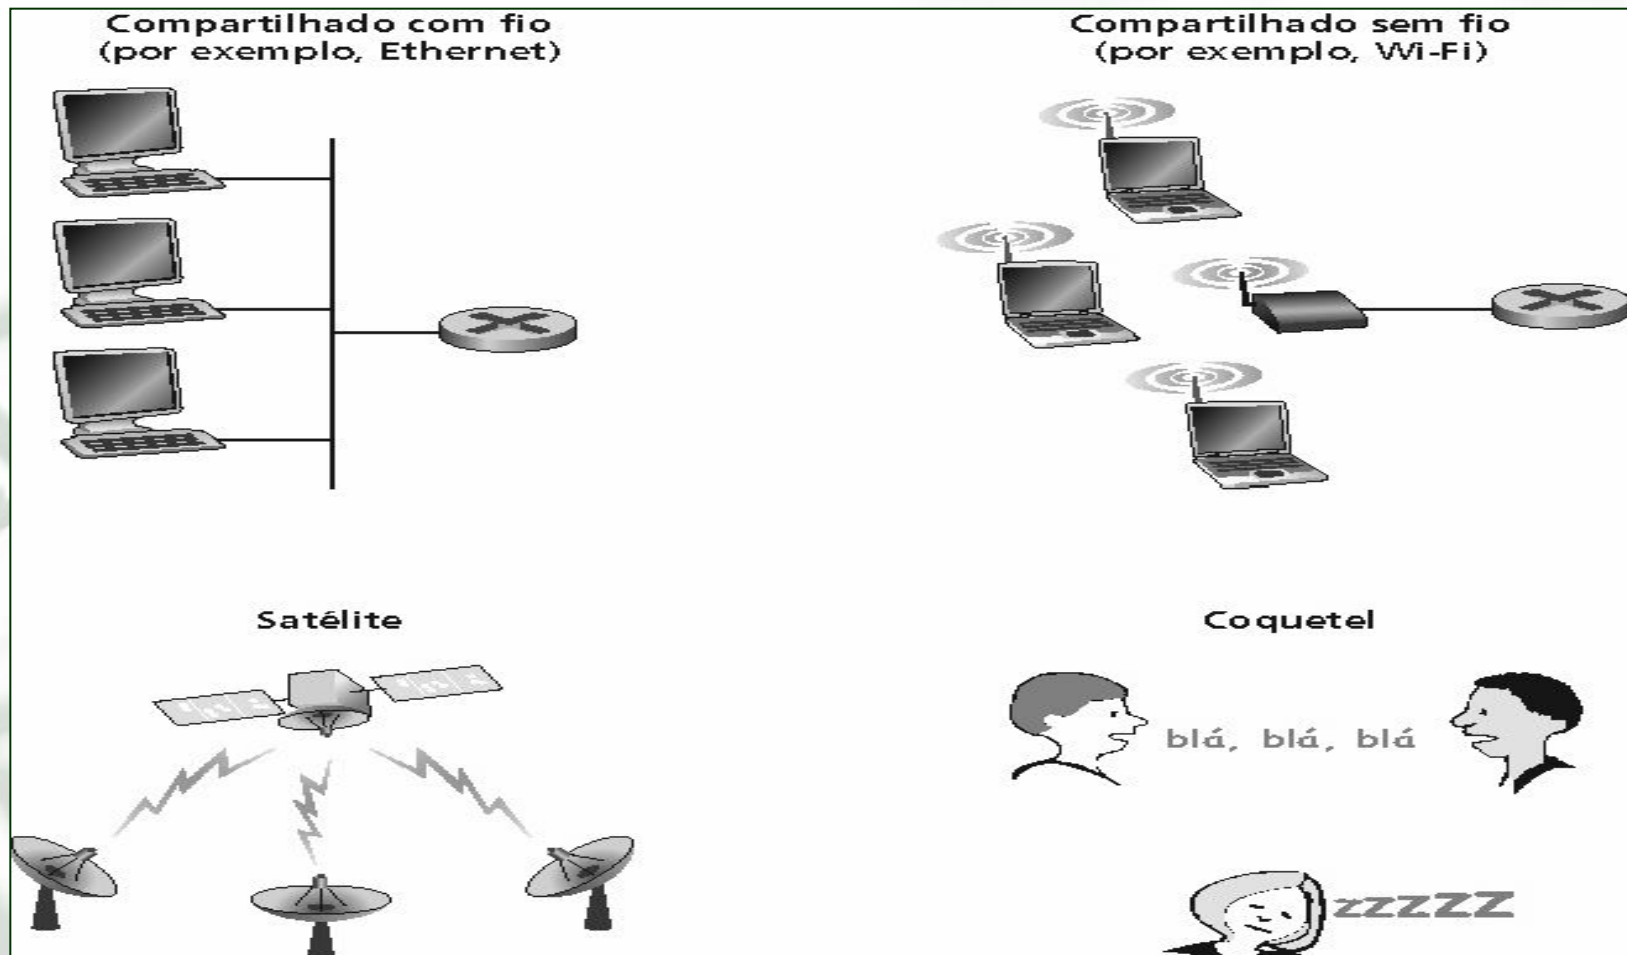 Compartilhado com fio
(por exemplo, Ethernet)
Compartilhado sem fio
(por exemplo, Wi-Fi)
Satélite
Coquetel
blá, blá, blá
zzzzz